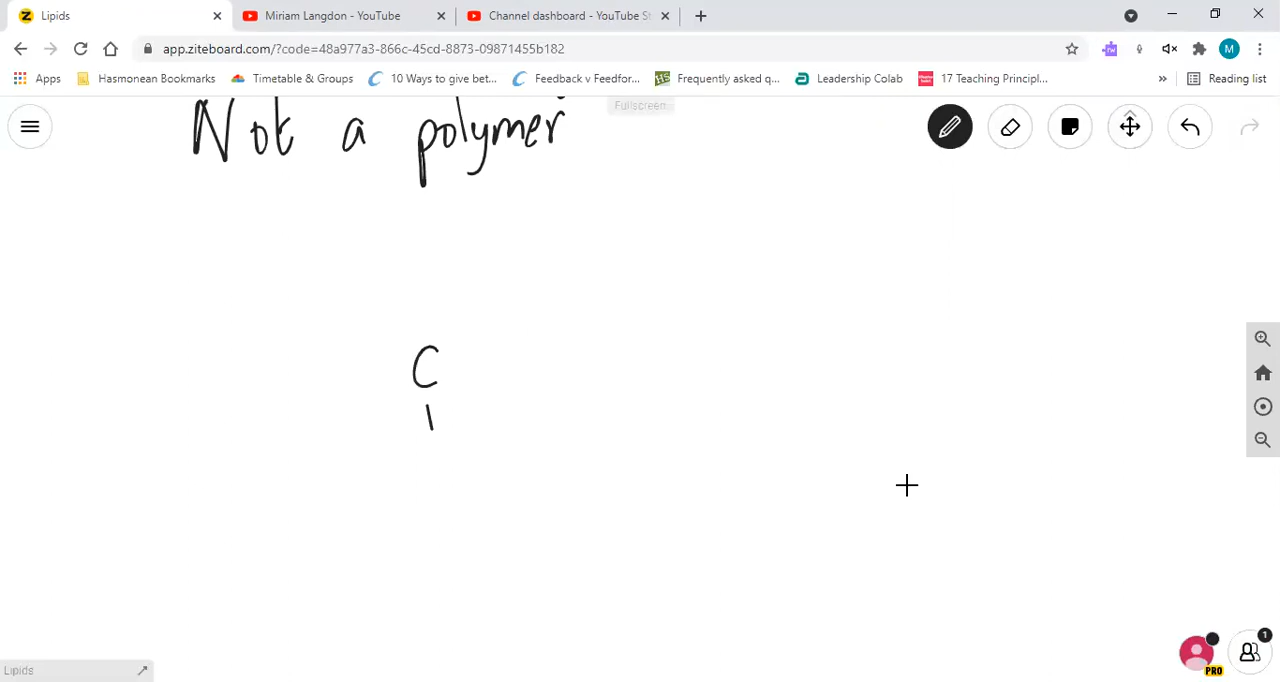 Lipids
Miriam Langdon - YouTube
Channel dashboard - YouTube St
app.ziteboard.com/?code=48a977a3-866c-45cd-8873-09871455b182
M
Apps
Hasmonean Bookmarks
Timetable & Groups
10 Ways to give bet...
Feedback v Feedfor...
Frequently asked q...
Leadership Colab
17 Teaching Principl...
»
Reading list
Fullscreen
Not a polymer
C
Lipids
PRO
1